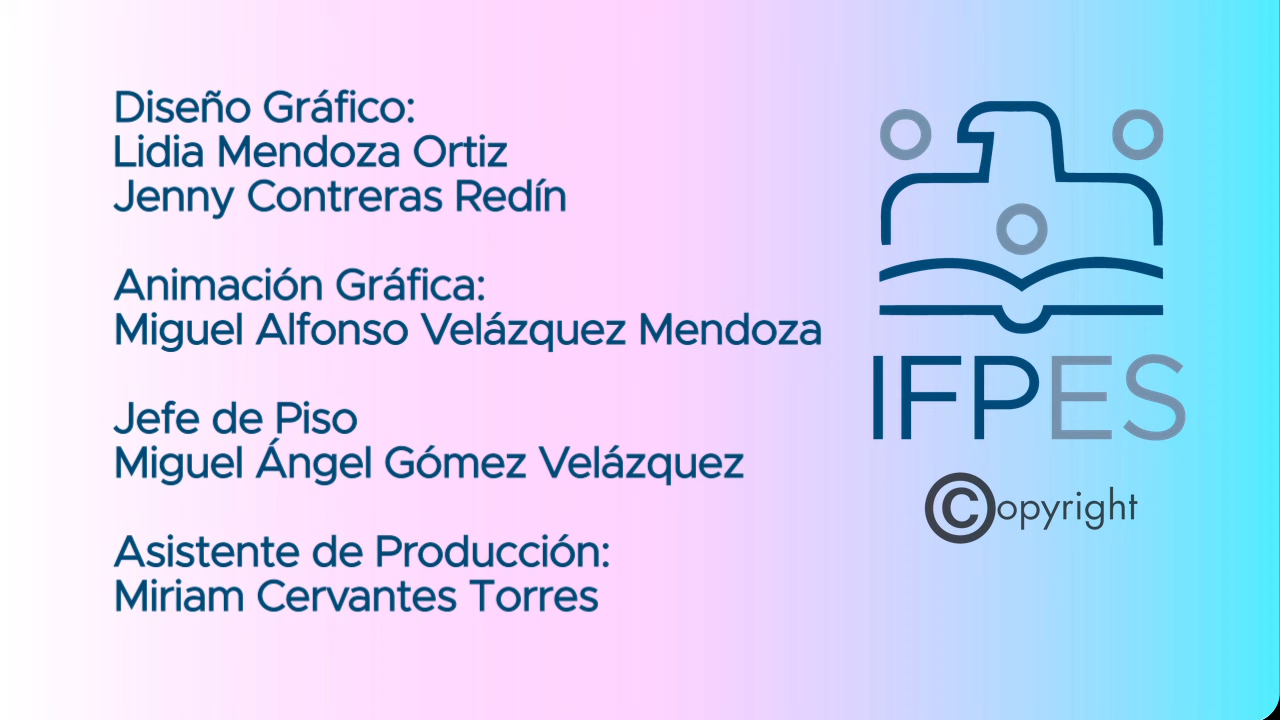 Diseño Gráfico:
Lidia Mendoza Ortiz
Jenny Contreras Redín
Animación Gráfica:
Miguel Alfonso Velázquez Mendoza
Jefe de Piso
Miguel Ángel Gómez Velázquez
Asistente de Producción:
Miriam Cervantes Torres
IFPES
©opyright